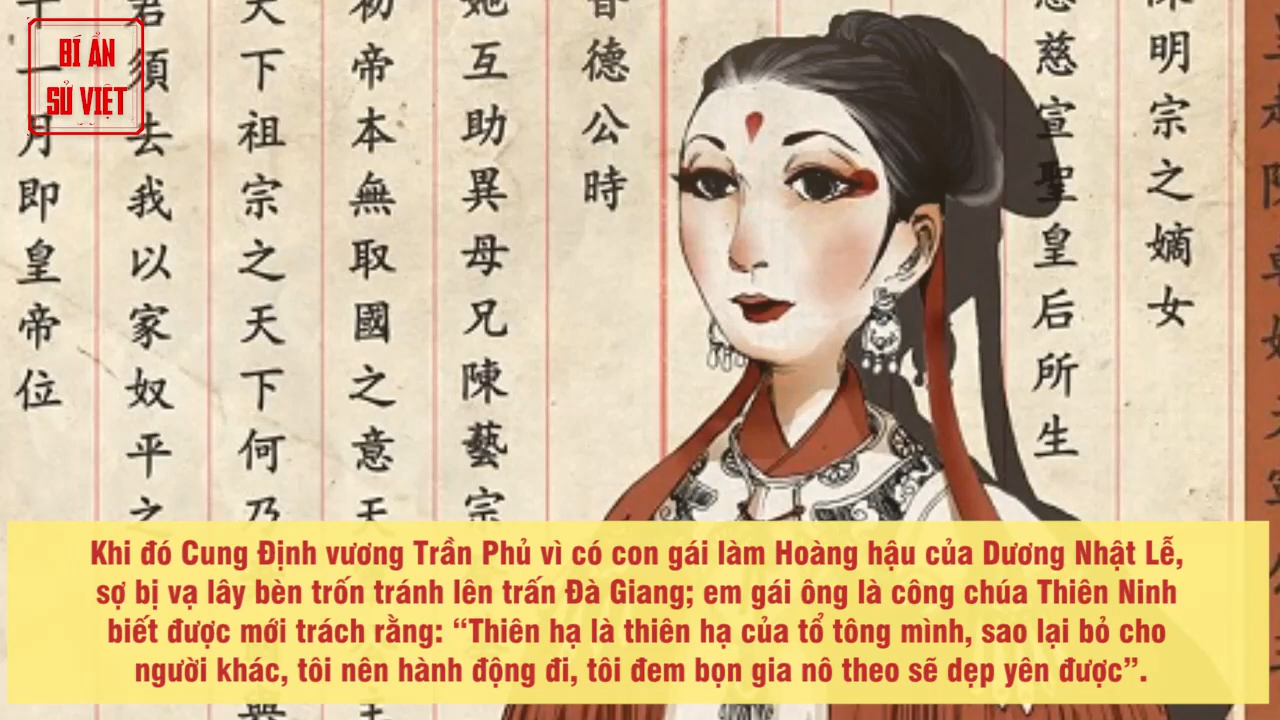 BÍ ẨN
SỬ VIỆT
陳明宗之嫡女
慈宣聖皇后所生
晉德公時
她互助異母兄陳藝宗
初帝本無取國之意天
天下祖宗之天下何乃
君須去我以家奴平之
十一月即皇帝位
Khi đó Cung Định vương Trần Phủ vì có con gái làm Hoàng hậu của Dương Nhật Lễ,
sợ bị vạ lây bèn trốn tránh lên trấn Đà Giang; em gái ông là công chúa Thiên Ninh
biết được mới trách rằng: “Thiên hạ là thiên hạ của tổ tông mình, sao lại bỏ cho
người khác, tôi nên hành động đi, tôi đem bọn gia nô theo sẽ dẹp yên được”.